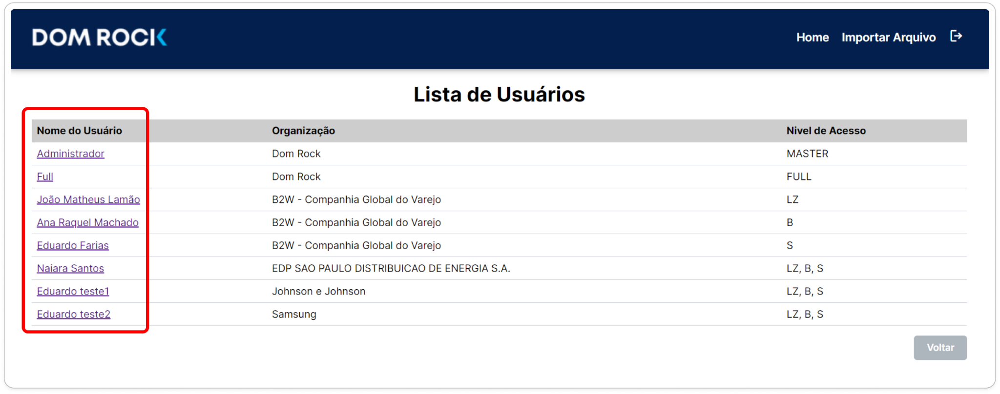 DOM ROCK
Home Importar Arquivo
Lista de Usuários
Nome do Usuário Organização Nivel de Acesso
Administrador Dom Rock MASTER
Full Dom Rock FULL
João Matheus Lamão B2W - Companhia Global do Varejo LZ
Ana Raquel Machado B2W - Companhia Global do Varejo B
Eduardo Farias B2W - Companhia Global do Varejo S
Naiara Santos EDP SAO PAULO DISTRIBUICAO DE ENERGIA S.A. LZ, B, S
Eduardo teste1 Johnson e Johnson LZ, B, S
Eduardo teste2 Samsung LZ, B, S
Voltar